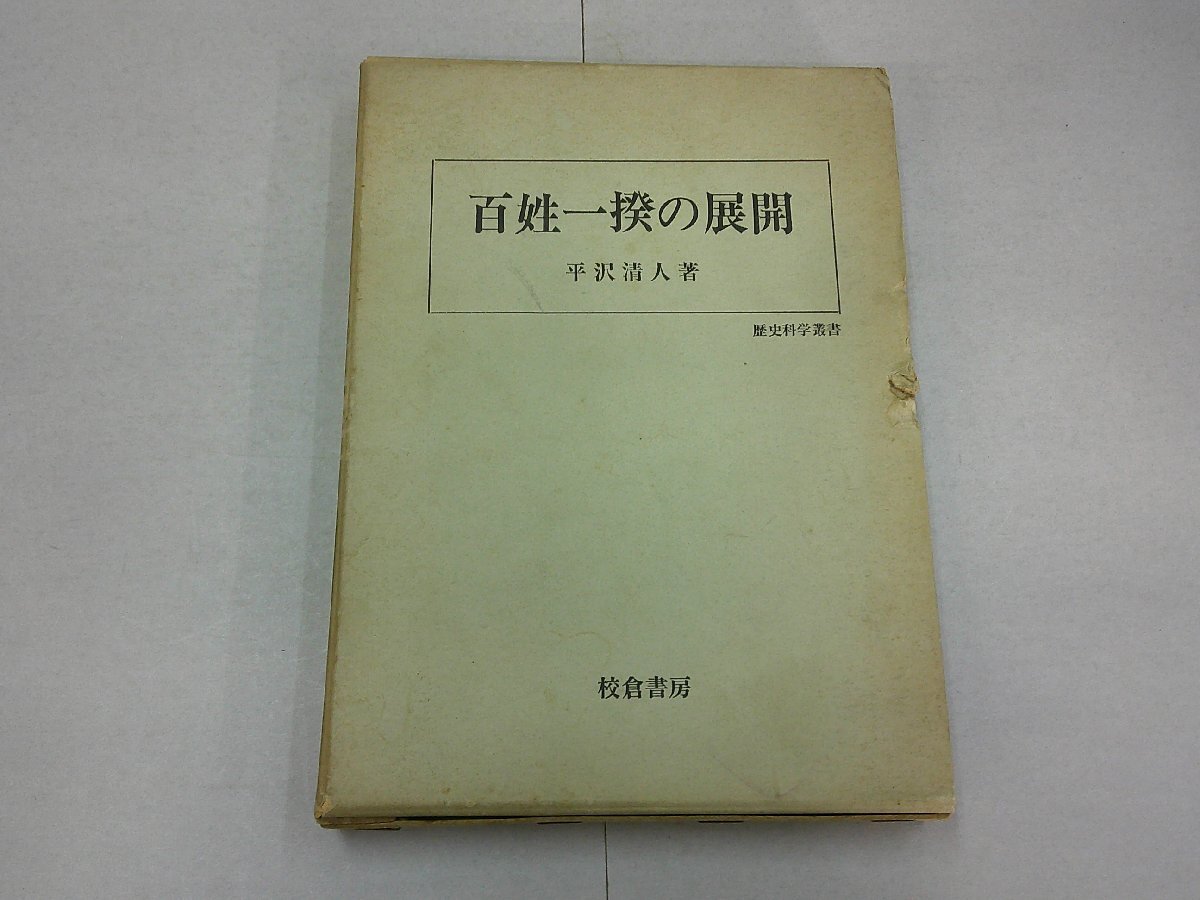 百姓一揆の展開
平沢清人著
歴史科学叢書
校倉書房